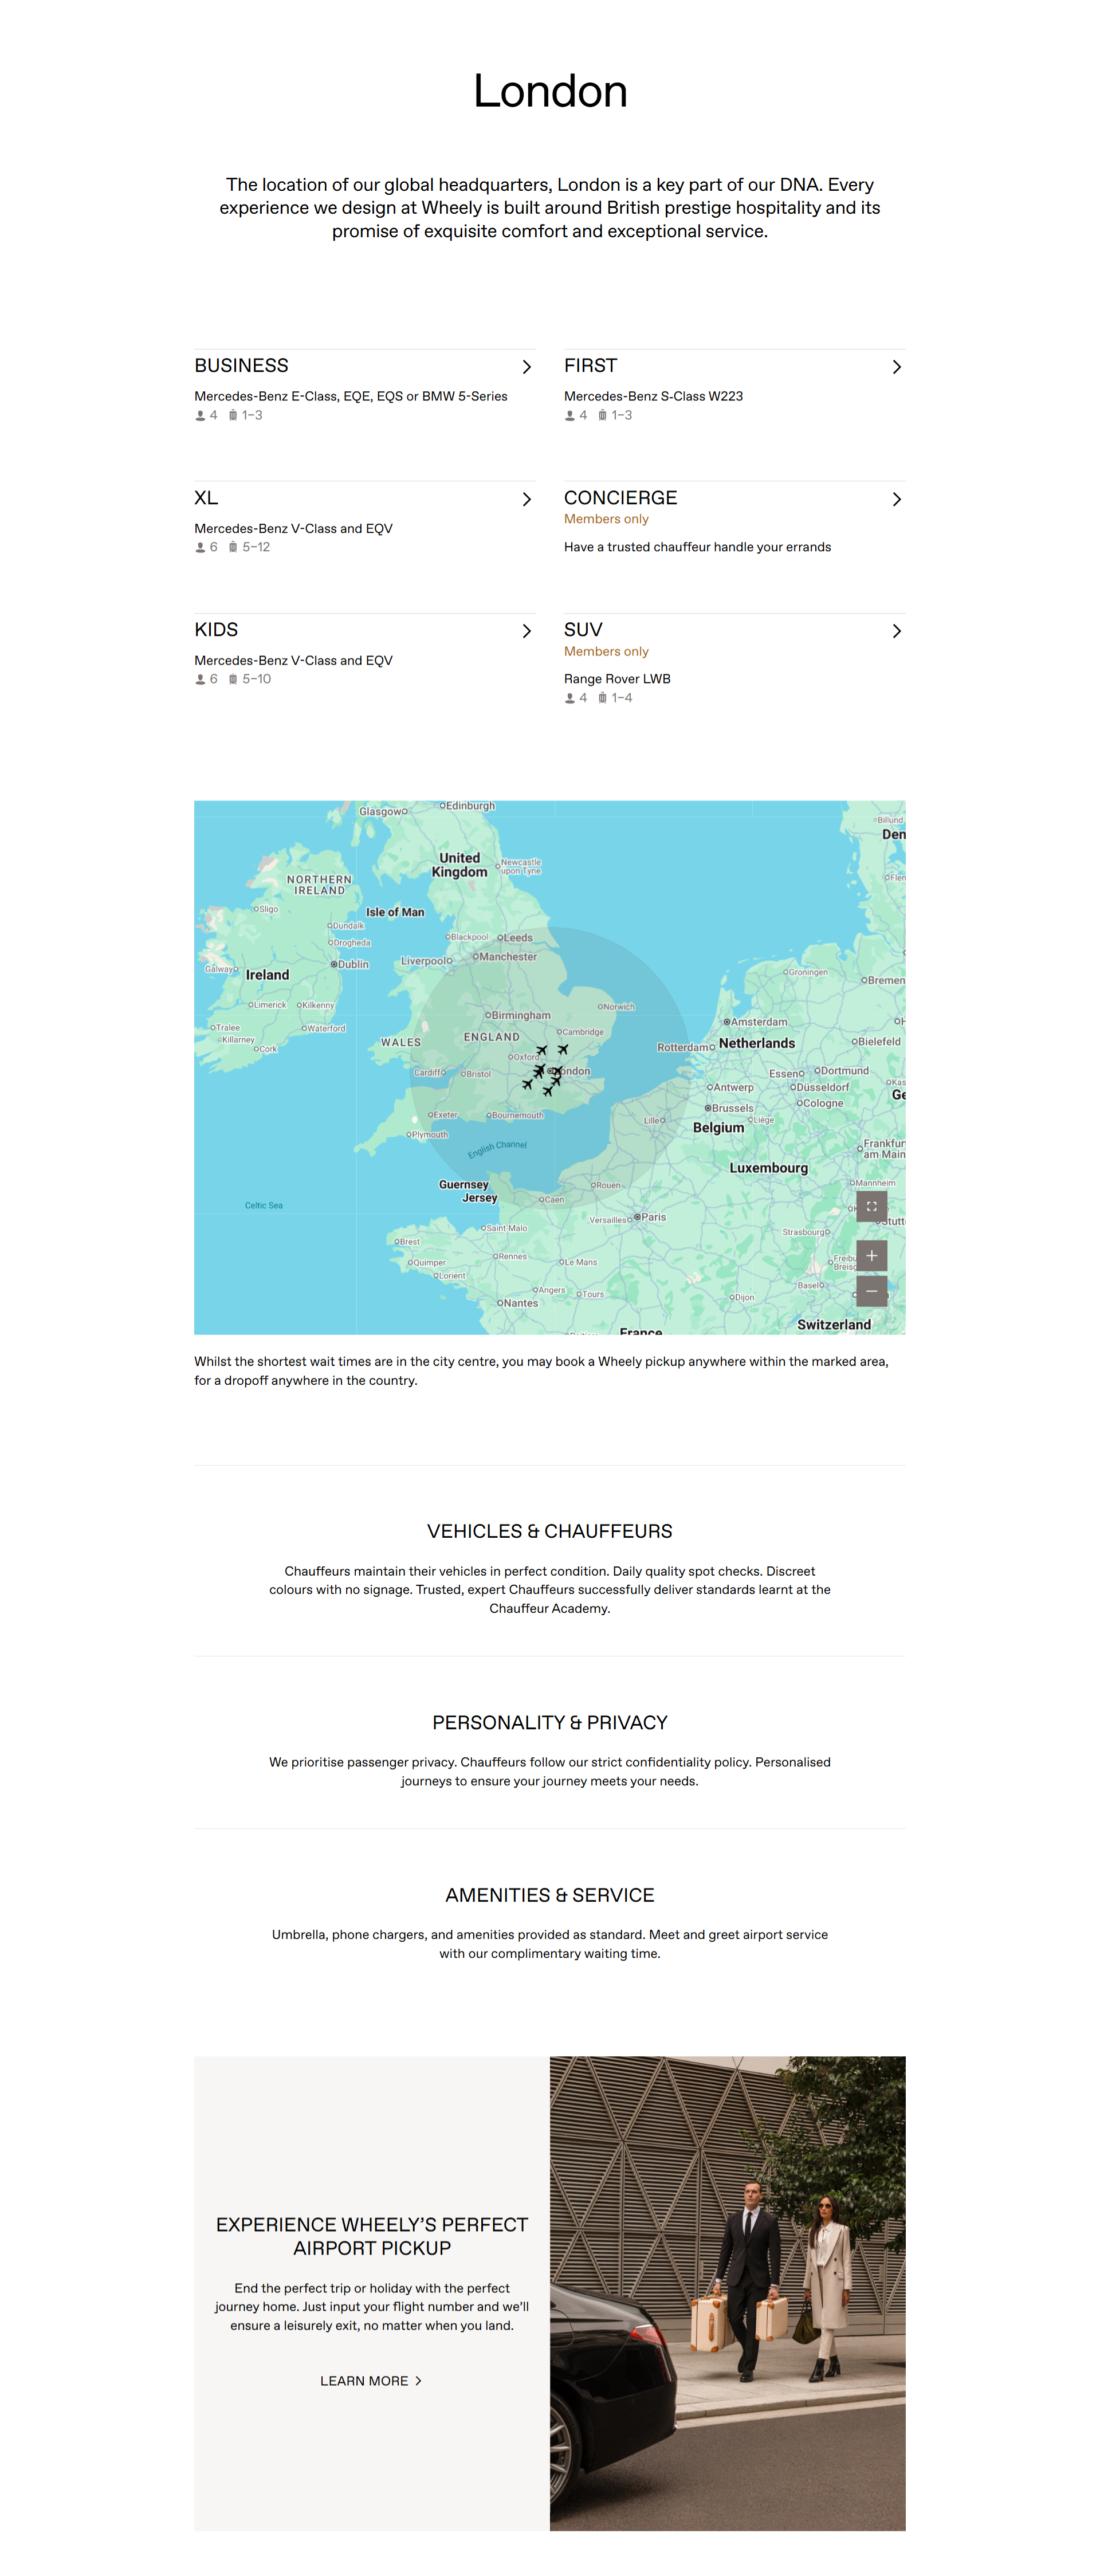 London
The location of our global headquarters, London is a key part of our DNA. Every
experience we design at Wheely is built around British prestige hospitality and its
promise of exquisite comfort and exceptional service.
BUSINESS
Mercedes-Benz E-Class, EQE, EQS or BMW 5-Series
4 1–3
FIRST
Mercedes-Benz S-Class W223
4 1–3
XL
Mercedes-Benz V-Class and EQV
6 5–12
CONCIERGE
Members only
Have a trusted chauffeur handle your errands
KIDS
Mercedes-Benz V-Class and EQV
6 5–10
SUV
Members only
Range Rover LWB
4 1–4
Glasgow
Edinburgh
Billund
Den
United
Kingdom
Newcastle
upon Tyne
NORTHERN
IRELAND
Flen
Sligo
Isle of Man
Dundalk
Drogheda
Blackpool
Leeds
Dublin
Liverpool
Manchester
Galway
Ireland
Groningen
Bremen
Limerick
Kilkenny
Norwich
Birmingham
Tralee
Waterford
Killarney
Cork
WALES
ENGLAND
Cambridge
Amsterdam
Rotterdam
Netherlands
Bielefeld
Oxford
Cardiff
Bristol
ondon
Essen
Dortmund
Antwerp
Düsseldorf
Kas
Ge
Cologne
Exeter
Bournemouth
Brussels
Lille
Belgium
Liège
Plymouth
English Channel
Frankfur
am Main
Luxembourg
Guernsey
Jersey
Rouen
Mannheim
Celtic Sea
Caen
Versailles
Paris
Stutt
Saint-Malo
Strasbourg
Brest
Rennes
Le Mans
Quimper
Freibu
Breisg
Lorient
Angers
Tours
Basel
Nantes
Dijon
Switzerland
France
Whilst the shortest wait times are in the city centre, you may book a Wheely pickup anywhere within the marked area,
for a dropoff anywhere in the country.
VEHICLES & CHAUFFEURS
Chauffeurs maintain their vehicles in perfect condition. Daily quality spot checks. Discreet
colours with no signage. Trusted, expert Chauffeurs successfully deliver standards learnt at the
Chauffeur Academy.
PERSONALITY & PRIVACY
We prioritise passenger privacy. Chauffeurs follow our strict confidentiality policy. Personalised
journeys to ensure your journey meets your needs.
AMENITIES & SERVICE
Umbrella, phone chargers, and amenities provided as standard. Meet and greet airport service
with our complimentary waiting time.
EXPERIENCE WHEELY’S PERFECT
AIRPORT PICKUP
End the perfect trip or holiday with the perfect
journey home. Just input your flight number and we’ll
ensure a leisurely exit, no matter when you land.
LEARN MORE